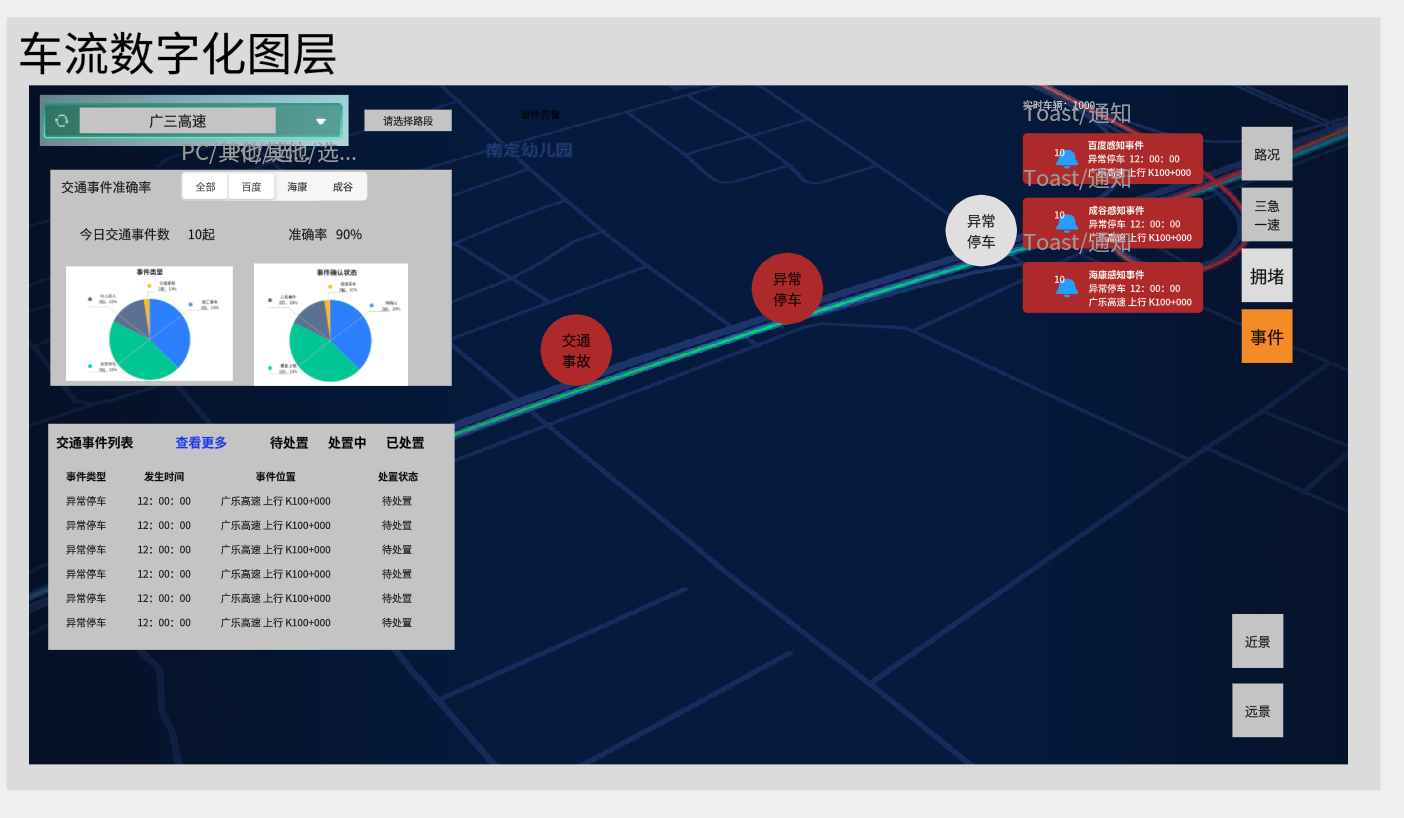 车流数字化图层
广三高速
请选择路段
事件告警
实时车辆：1000
Toast/通知
南定幼儿园
交通事件准确率
全部 百度 海康 成谷
今日交通事件数 10起 准确率 90%
事件类型
事件确认状态
交通事件列表 查看更多 待处置 处置中 已处置
事件类型 发生时间 事件位置 处置状态
异常停车 12：00：00 广乐高速 上行 K100+000 待处置
异常停车 12：00：00 广乐高速 上行 K100+000 待处置
异常停车 12：00：00 广乐高速 上行 K100+000 待处置
异常停车 12：00：00 广乐高速 上行 K100+000 待处置
异常停车 12：00：00 广乐高速 上行 K100+000 待处置
异常停车 12：00：00 广乐高速 上行 K100+000 待处置
交通
事故
异常
停车
异常
停车
10
百度感知事件
异常停车 12：00：00
广乐高速 上行 K100+000
Toast/通知
10
成谷感知事件
异常停车 12：00：00
广乐高速 上行 K100+000
Toast/通知
10
海康感知事件
异常停车 12：00：00
广乐高速 上行 K100+000
路况
三急
一速
拥堵
事件
近景
远景